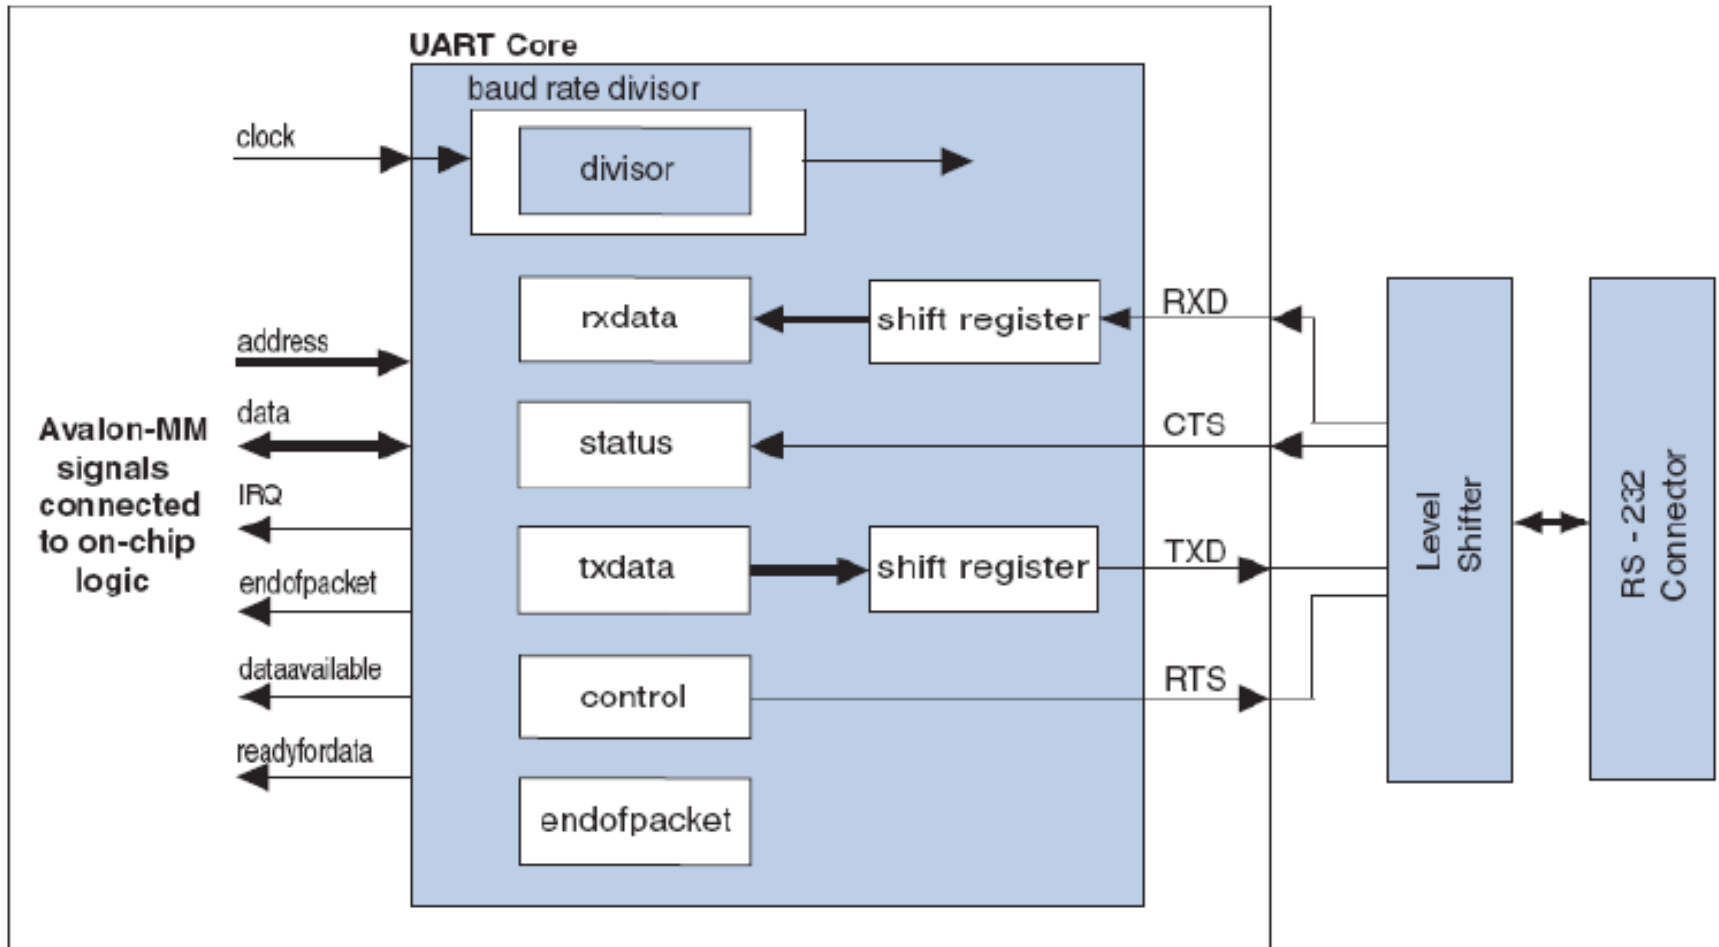 UART Core
baud rate divisor
clock
divisor
rxdata
shift register
RXD
address
data
status
CTS
Avalon-MM
signals
connected
to on-chip
logic
IRQ
txdata
shift register
TXD
endofpacket
dataavailable
control
RTS
readyfordata
endofpacket
Level
Shifter
RS - 232
Connector